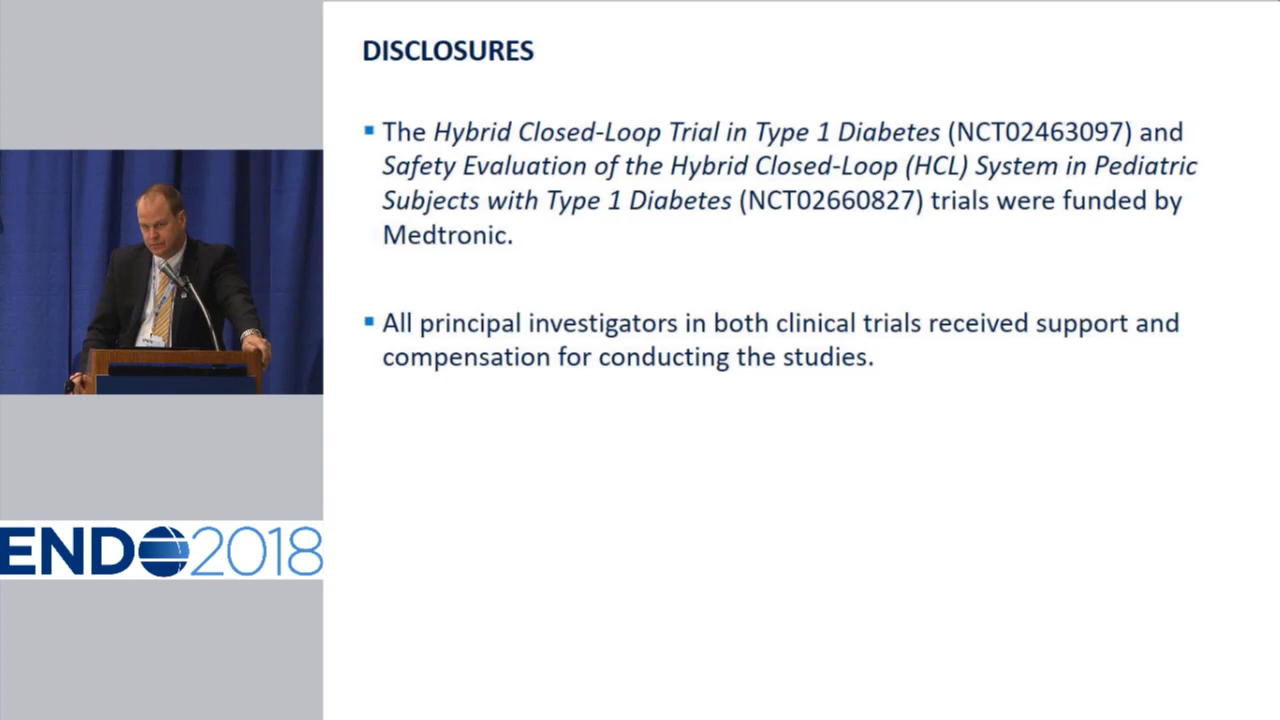 DISCLOSURES
▪ The Hybrid Closed-Loop Trial in Type 1 Diabetes (NCT02463097) and
Safety Evaluation of the Hybrid Closed-Loop (HCL) System in Pediatric
Subjects with Type 1 Diabetes (NCT02660827) trials were funded by
Medtronic.
▪ All principal investigators in both clinical trials received support and
compensation for conducting the studies.
ENDO2018